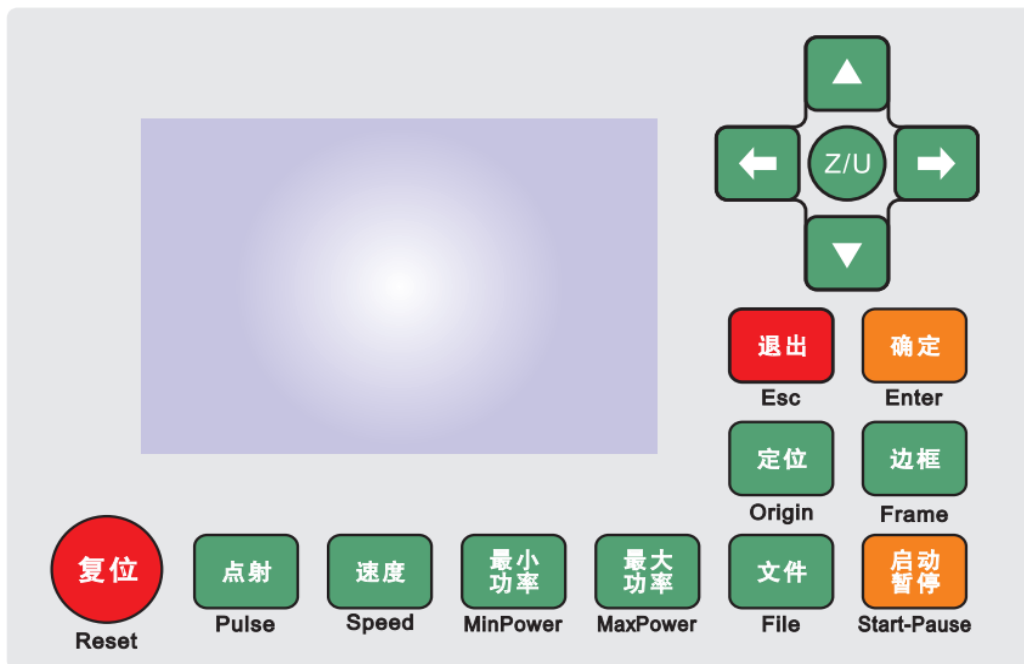 Z/U
退出
确定
Esc
Enter
定位
边框
Origin
Frame
复位
点射
速度
最小
功率
最大
功率
文件
启动
暂停
Reset
Pulse
Speed
MinPower
MaxPower
File
Start-Pause